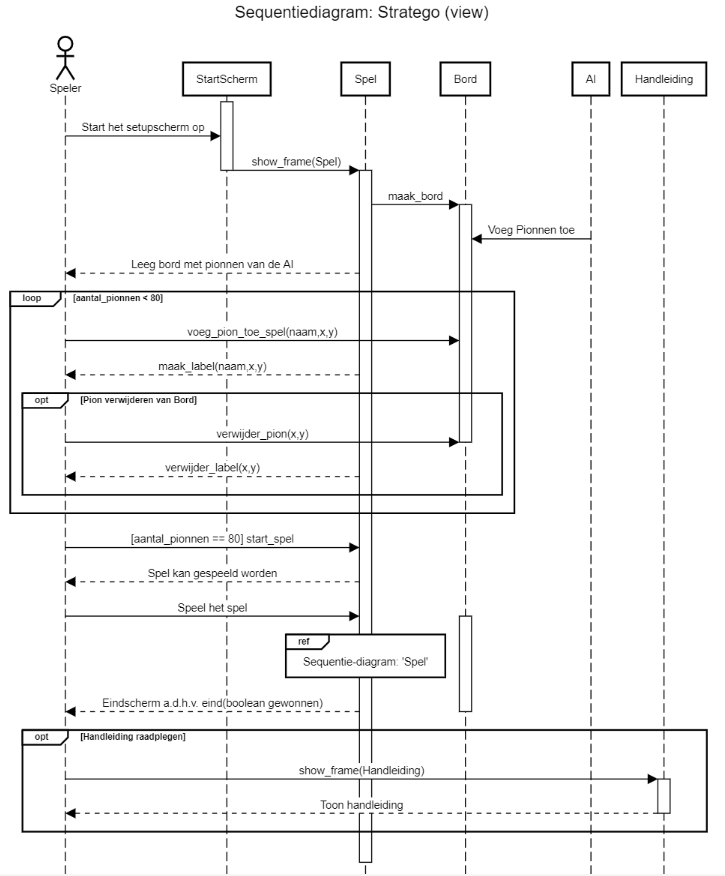 Sequentiediagram: Stratego (view)
Speler
StartScherm
Spel
Bord
AI
Handleiding
Start het setupscherm op
show_frame(Spel)
maak_bord
Voeg Pionnen toe
Leeg bord met pionnen van de AI
loop
[aantal_pionnen < 80]
voeg_pion_toe_spel(naam,x,y)
maak_label(naam,x,y)
opt
[Pion verwijderen van Bord]
verwijder_pion(x,y)
verwijder_label(x,y)
[aantal_pionnen == 80] start_spel
Spel kan gespeeld worden
Speel het spel
ref
Sequentie-diagram: 'Spel'
Eindscherm a.d.h.v. eind(boolean gewonnen)
opt
[Handleiding raadplegen]
show_frame(Handleiding)
Toon handleiding